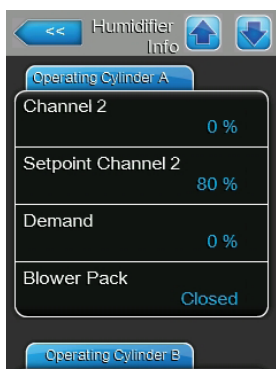 << Humidifier
Info
Operating Cylinder A
Channel 2
0 %
Setpoint Channel 2
80 %
Demand
0 %
Blower Pack
Closed
Operating Cylinder B